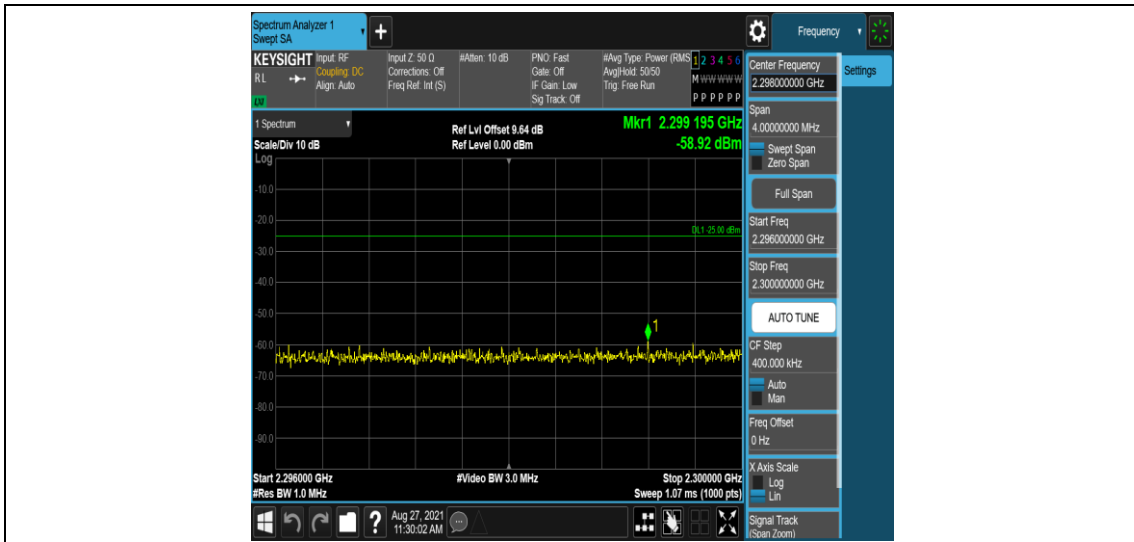 Spectrum Analyzer 1
Swept SA
+
Frequency
KEYSIGHT
RL
LM
Input: RF
Coupling: DC
Align: Auto
Input Z: 50 Ω
Corrections: Off
Freq Ref: Int (S)
#Atten: 10 dB
PNO: Fast
Gate: Off
IF Gain: Low
Sig Track: Off
#Avg Type: Power (RMS
Avg|Hold: 50/50
Trig: Free Run
1 2 3 4 5 6
M W W W W W
P P P P P P
1 Spectrum
Scale/Div 10 dB
Ref Lvl Offset 9.64 dB
Ref Level 0.00 dBm
Mkr1 2.299 195 GHz
-58.92 dBm
Log
-10.0
-20.0
DL1 -25.00 dBm
-30.0
-40.0
-50.0
1
-60.0
-70.0
-80.0
-90.0
Start 2.296000 GHz
#Res BW 1.0 MHz
#Video BW 3.0 MHz
Stop 2.300000 GHz
Sweep 1.07 ms (1000 pts)
?
Aug 27, 2021
11:30:02 AM
Center Frequency
2.298000000 GHz
Settings
Span
4.00000000 MHz
Swept Span
Zero Span
Full Span
Start Freq
2.296000000 GHz
Stop Freq
2.300000000 GHz
AUTO TUNE
CF Step
400.000 kHz
Auto
Man
Freq Offset
0 Hz
X Axis Scale
Log
Lin
Signal Track
(Span Zoom)